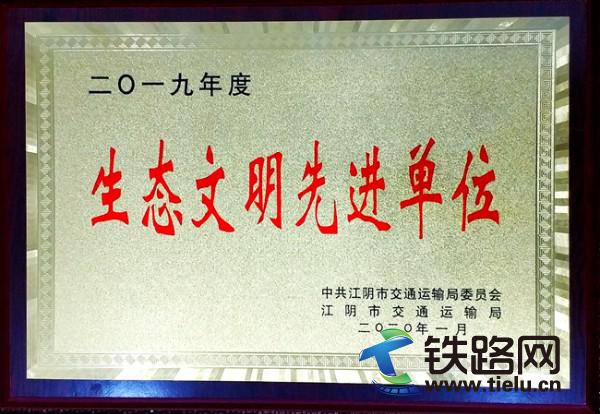 二〇一九年度
生态文明先进单位
中共江阴市交通运输局委员会
江阴市交通运输局
二〇二〇年一月
铁路网
www.tielu.cn